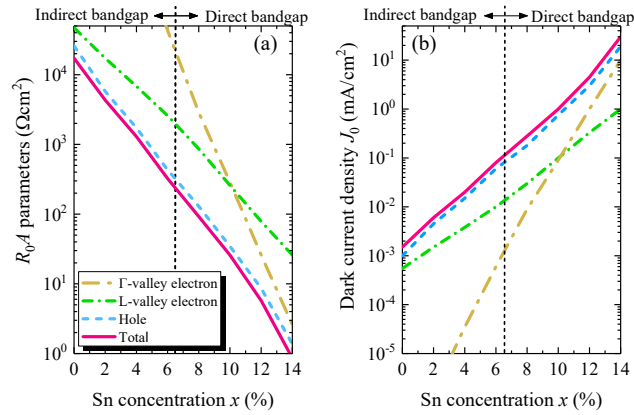 Indirect bandgap Direct bandgap
(a)
R₀A parameters (Ωcm²)
10⁴
10³
10²
10¹
10⁰
Γ-valley electron
L-valley electron
Hole
Total
0 2 4 6 8 10 12 14
Sn concentration x (%)
Indirect bandgap Direct bandgap
(b)
Dark current density J₀ (mA/cm²)
10¹
10⁰
10⁻¹
10⁻²
10⁻³
10⁻⁴
10⁻⁵
0 2 4 6 8 10 12 14
Sn concentration x (%)